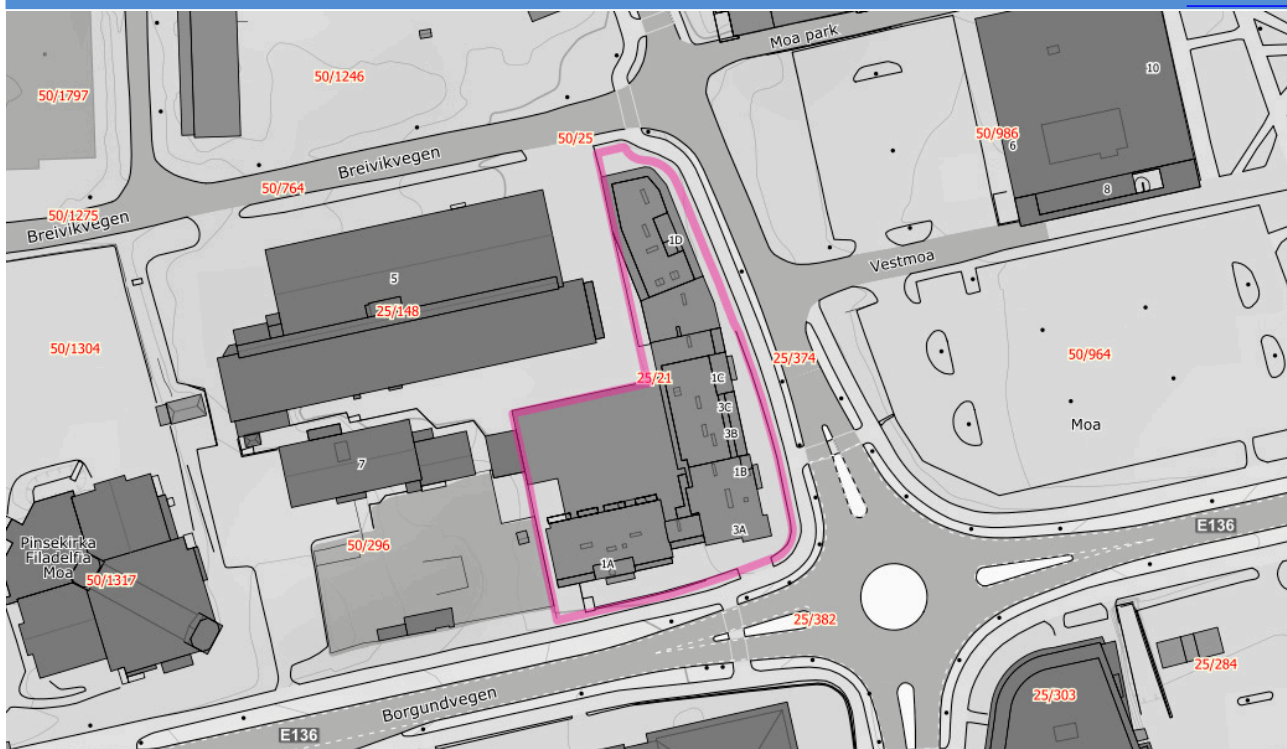 Moa park
10
50/1246
50/1797
50/986
6
50/25
Breivikvegen
8
50/764
50/1275
Breivikvegen
1D
Vestmoa
5
25/148
50/1304
25/374
50/964
25/21
1C
3C
Moa
3B
7
1B
E136
3A
Pinsekirka
Filadelfia
Moa
50/296
1A
50/1317
25/382
25/284
25/303
Borgundvegen
E136